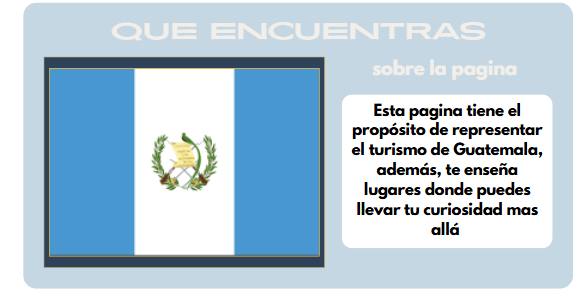 QUE ENCUENTRAS
sobre la pagina
Esta pagina tiene el
propósito de representar
el turismo de Guatemala,
además, te enseña
lugares donde puedes
llevar tu curiosidad mas
allá